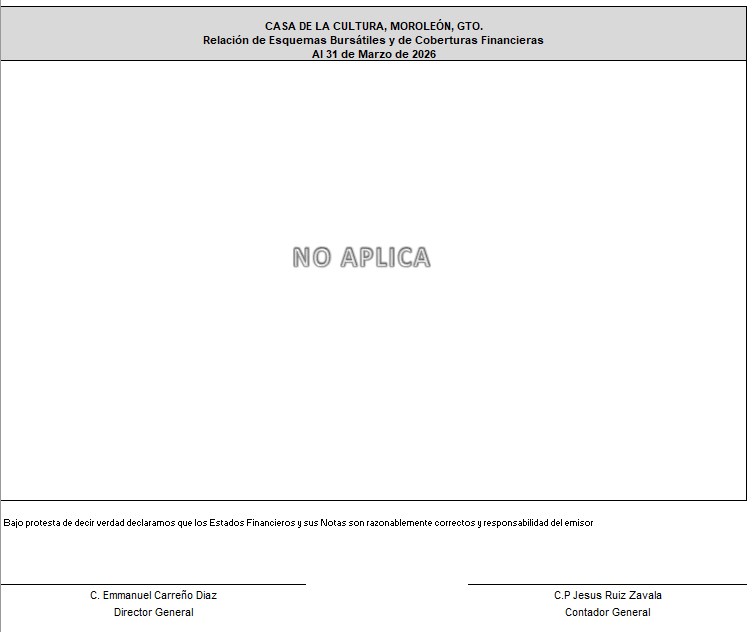 CASA DE LA CULTURA, MOROLEÓN, GTO.
Relación de Esquemas Bursátiles y de Coberturas Financieras
Al 31 de Marzo de 2026
NO APLICA
Bajo protesta de decir verdad declaramos que los Estados Financieros y sus Notas son razonablemente correctos y responsabilidad del emisor
C. Emmanuel Carreño Diaz
Director General
C.P Jesus Ruiz Zavala
Contador General